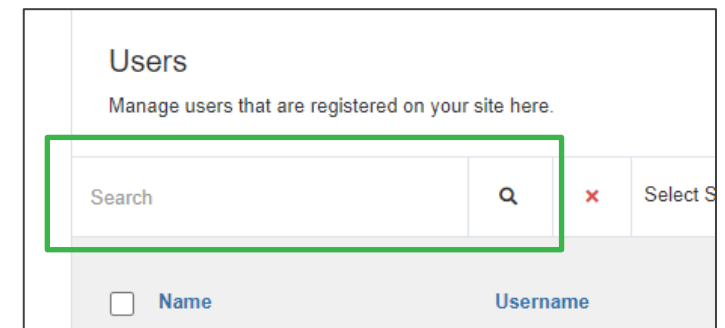 Users
Manage users that are registered on your site here.
Search Select S
Name Username